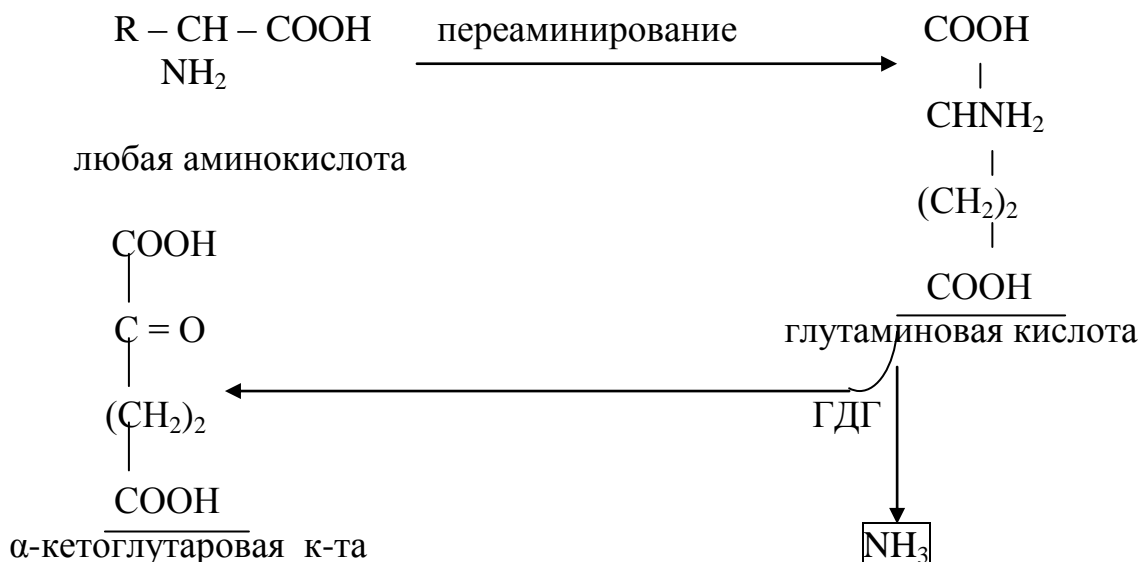 R – CH – COOH переаминирование COOH
NH₂
CHNH₂
любая аминокислота
(CH₂)₂
COOH
COOH
C = O
глутаминовая кислота
(CH₂)₂
ГДГ
COOH
α-кетоглутаровая к-та
NH₃